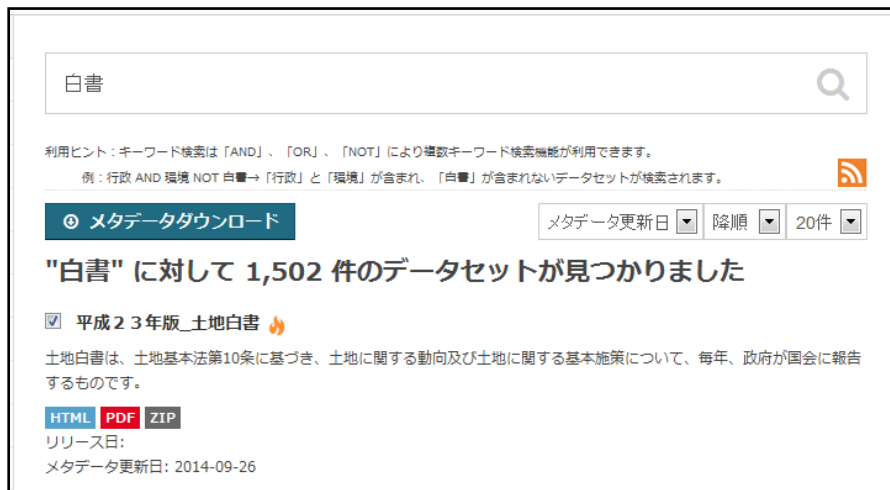 白書
利用ヒント：キーワード検索は「AND」、「OR」、「NOT」により複数キーワード検索機能が利用できます。
例：行政 AND 環境 NOT 白書→「行政」と「環境」が含まれ、「白書」が含まれないデータセットが検索されます。
メタデータダウンロード メタデータ更新日 降順 20件
"白書" に対して 1,502 件のデータセットが見つかりました
平成２３年版_土地白書
土地白書は、土地基本法第10条に基づき、土地に関する動向及び土地に関する基本施策について、毎年、政府が国会に報告
するものです。
HTML PDF ZIP
リリース日:
メタデータ更新日: 2014-09-26